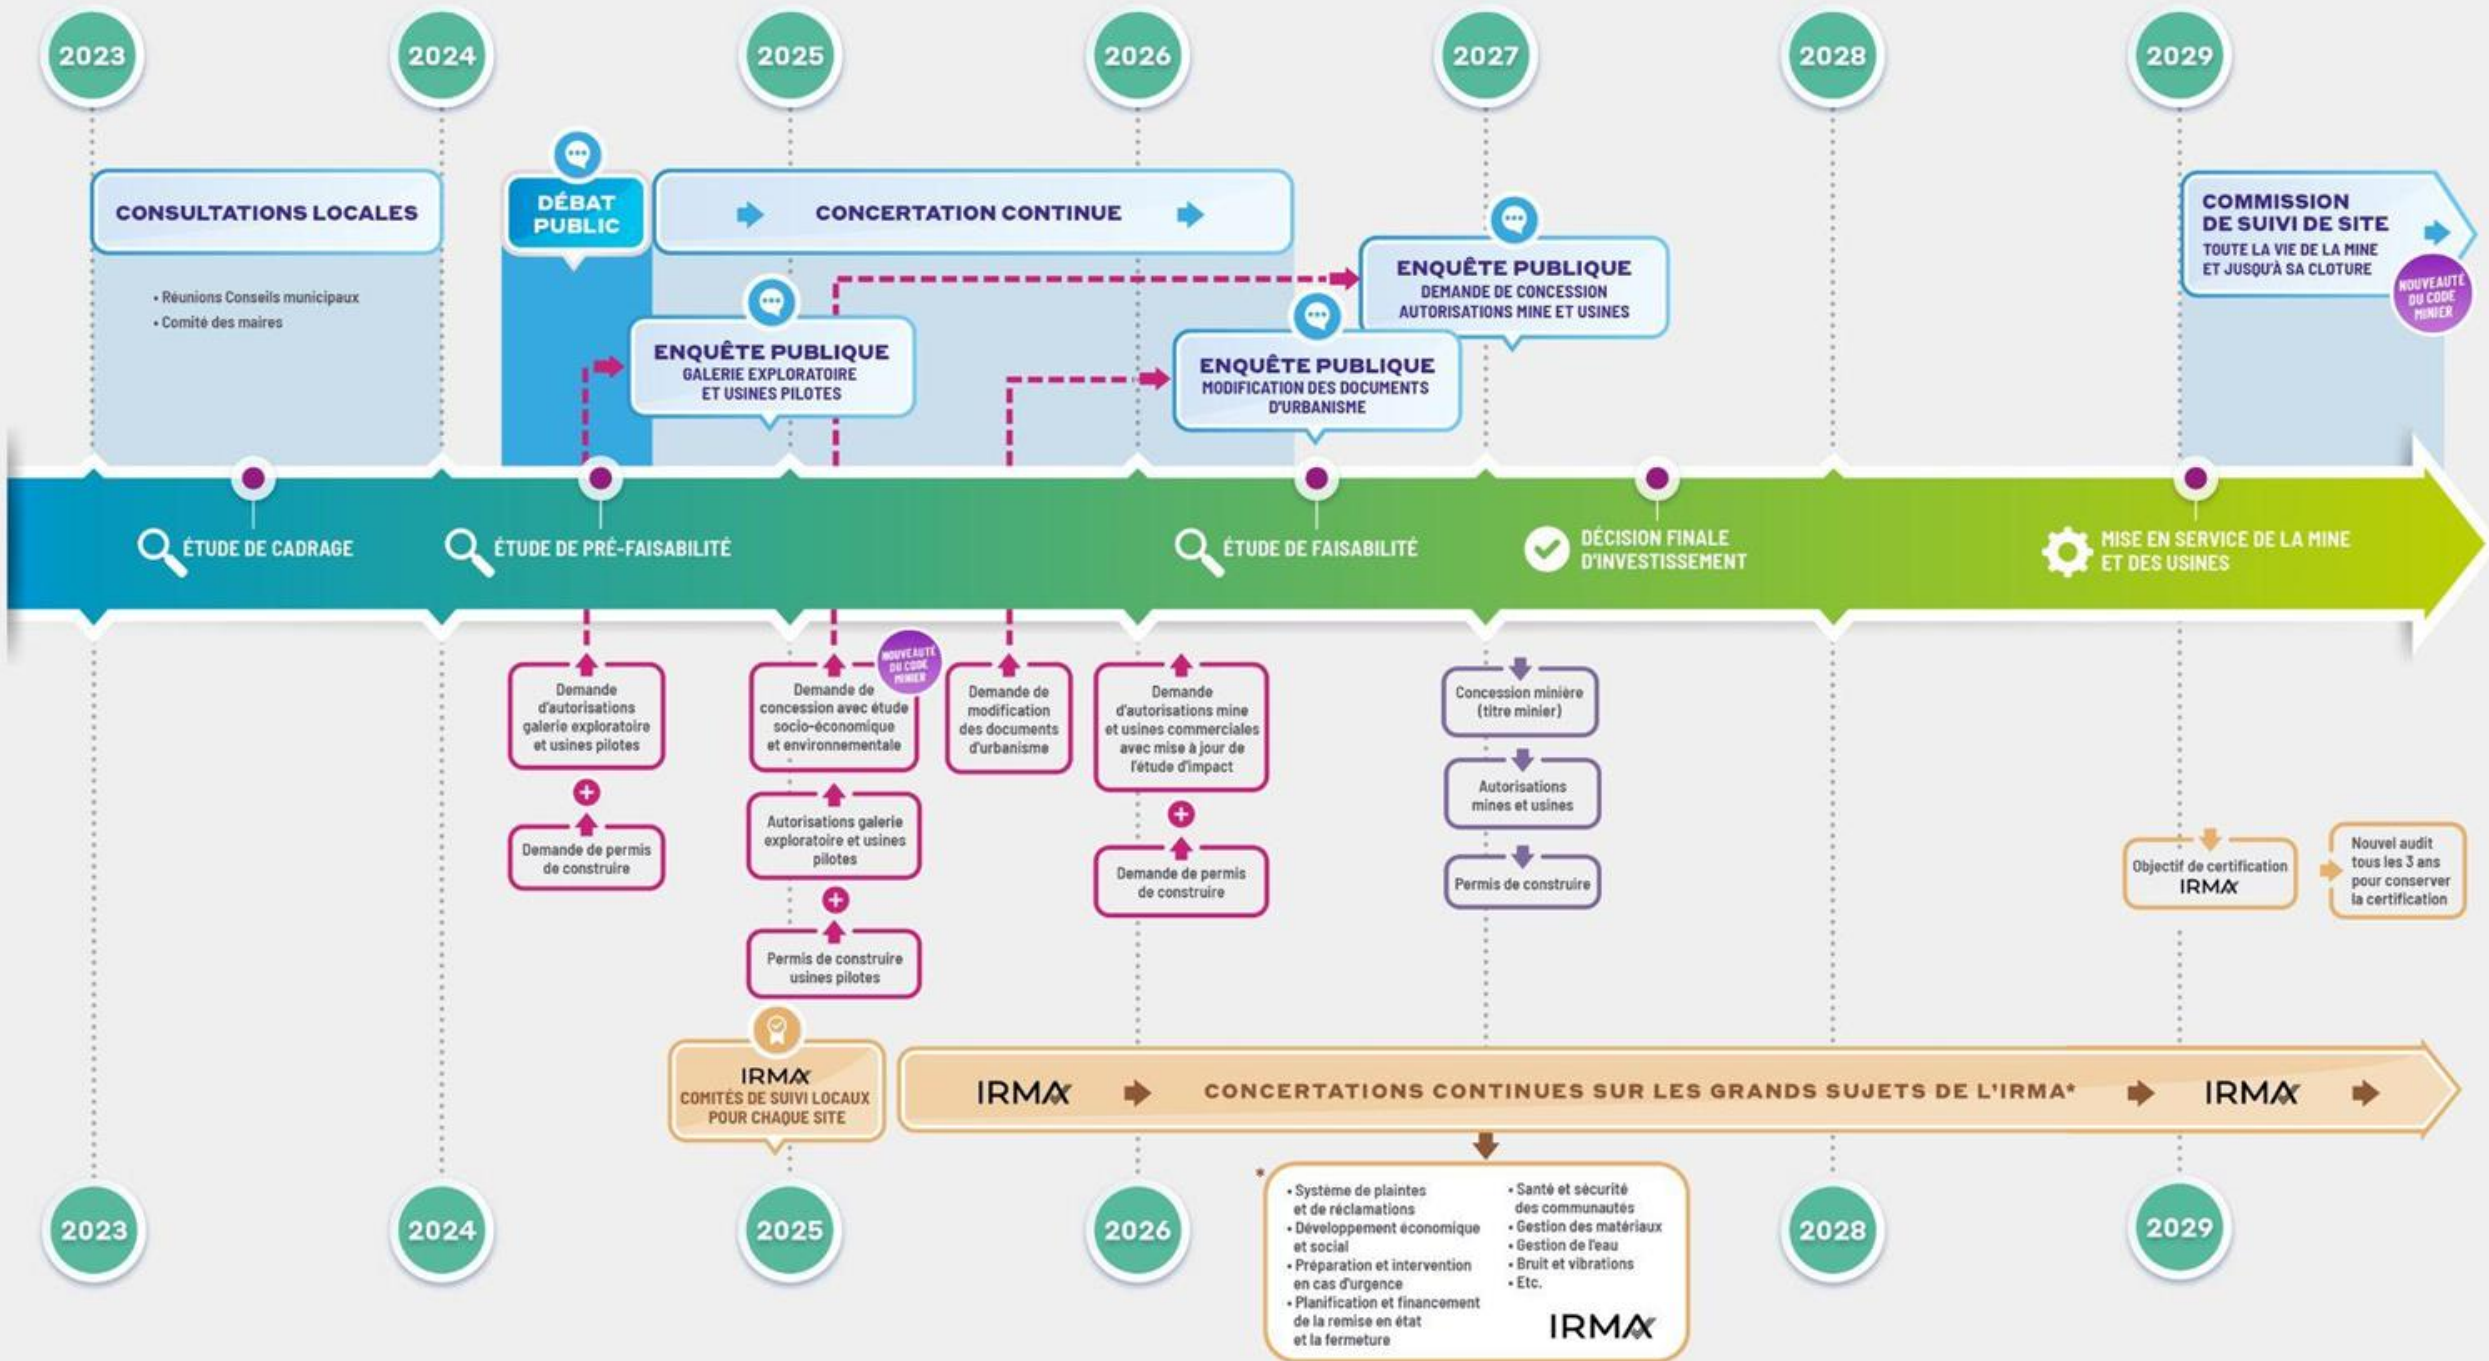 2023
2024
2025
2026
2027
2028
2029
CONSULTATIONS LOCALES
• Réunions Conseils municipaux
• Comité des maires
DÉBAT
PUBLIC
CONCERTATION CONTINUE
ENQUÊTE PUBLIQUE
GALERIE EXPLORATOIRE
ET USINES PILOTES
ENQUÊTE PUBLIQUE
MODIFICATION DES DOCUMENTS
D'URBANISME
ENQUÊTE PUBLIQUE
DEMANDE DE CONCESSION
AUTORISATIONS MINE ET USINES
COMMISSION
DE SUIVI DE SITE
TOUTE LA VIE DE LA MINE
ET JUSQU'À SA CLOTURE
NOUVEAUTÉ
DU CODE
MINIER
ÉTUDE DE CADRAGE
ÉTUDE DE PRÉ-FAISABILITÉ
ÉTUDE DE FAISABILITÉ
DÉCISION FINALE
D'INVESTISSEMENT
MISE EN SERVICE DE LA MINE
ET DES USINES
Demande
d'autorisations
galerie exploratoire
et usines pilotes
Demande de permis
de construire
NOUVEAUTÉ
DU CODE
MINIER
Demande de
concession avec étude
socio-économique
et environnementale
Autorisations galerie
exploratoire et usines
pilotes
Permis de construire
usines pilotes
Demande de
modification
des documents
d'urbanisme
Demande
d'autorisations mine
et usines commerciales
avec mise à jour de
l'étude d'impact
Demande de permis
de construire
Concession minière
(titre minier)
Autorisations
mines et usines
Permis de construire
Objectif de certification
IRMA
Nouvel audit
tous les 3 ans
pour conserver
la certification
IRMA
COMITÉS DE SUIVI LOCAUX
POUR CHAQUE SITE
IRMA
CONCERTATIONS CONTINUES SUR LES GRANDS SUJETS DE L'IRMA*
IRMA
*
• Système de plaintes
et de réclamations
• Développement économique
et social
• Préparation et intervention
en cas d'urgence
• Planification et financement
de la remise en état
et la fermeture
• Santé et sécurité
des communautés
• Gestion des matériaux
• Gestion de l'eau
• Bruit et vibrations
• Etc.
IRMA
2023
2024
2025
2026
2028
2029